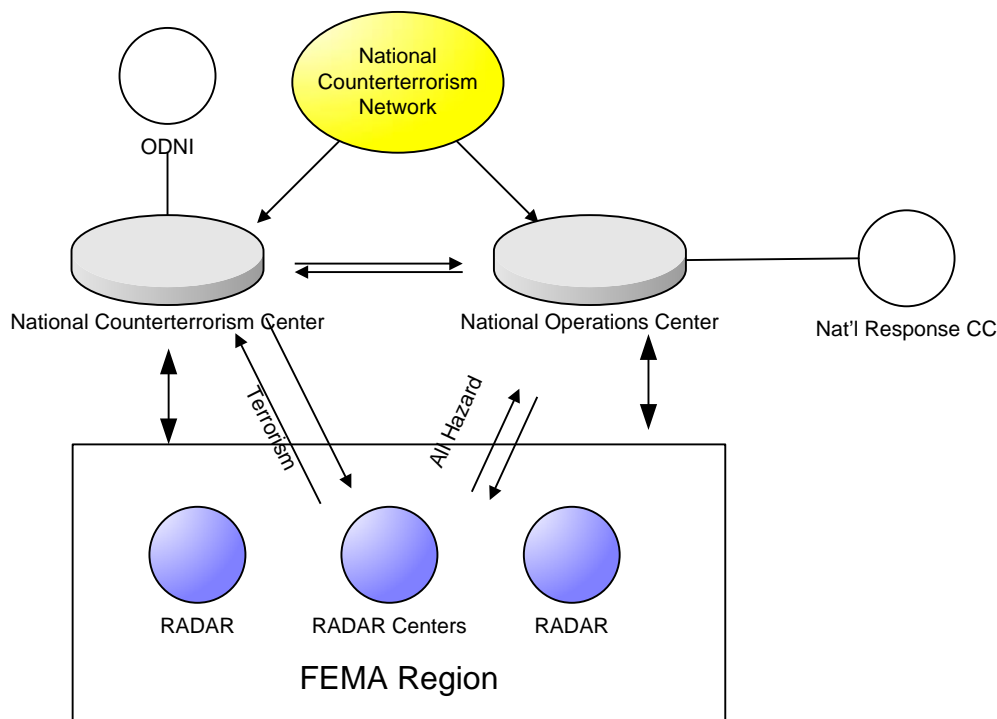 National
Counterterrorism
Network
ODNI
National Counterterrorism Center
National Operations Center
Nat'l Response CC
Terrorism
All Hazard
RADAR
RADAR Centers
RADAR
FEMA Region